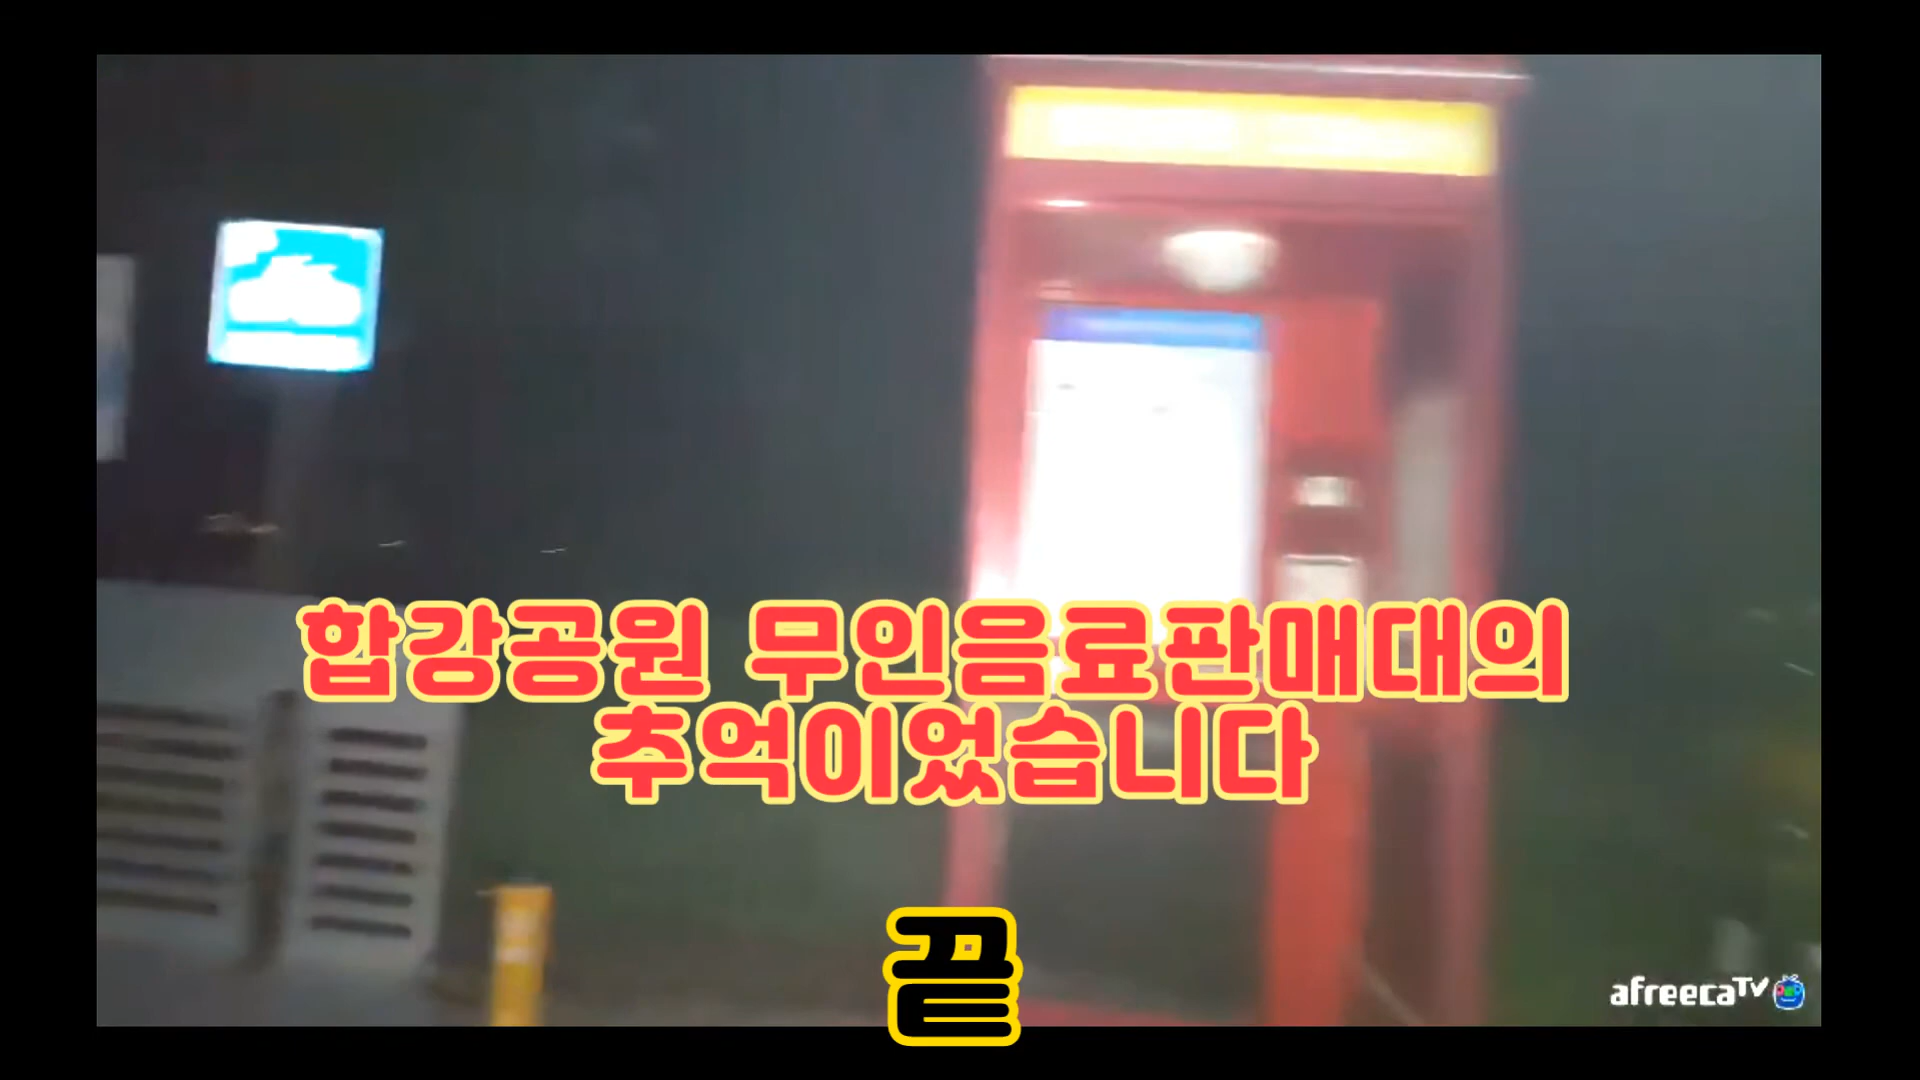 합강공원 무인음료판매대의
추억이었습니다
끝
afreecaTV